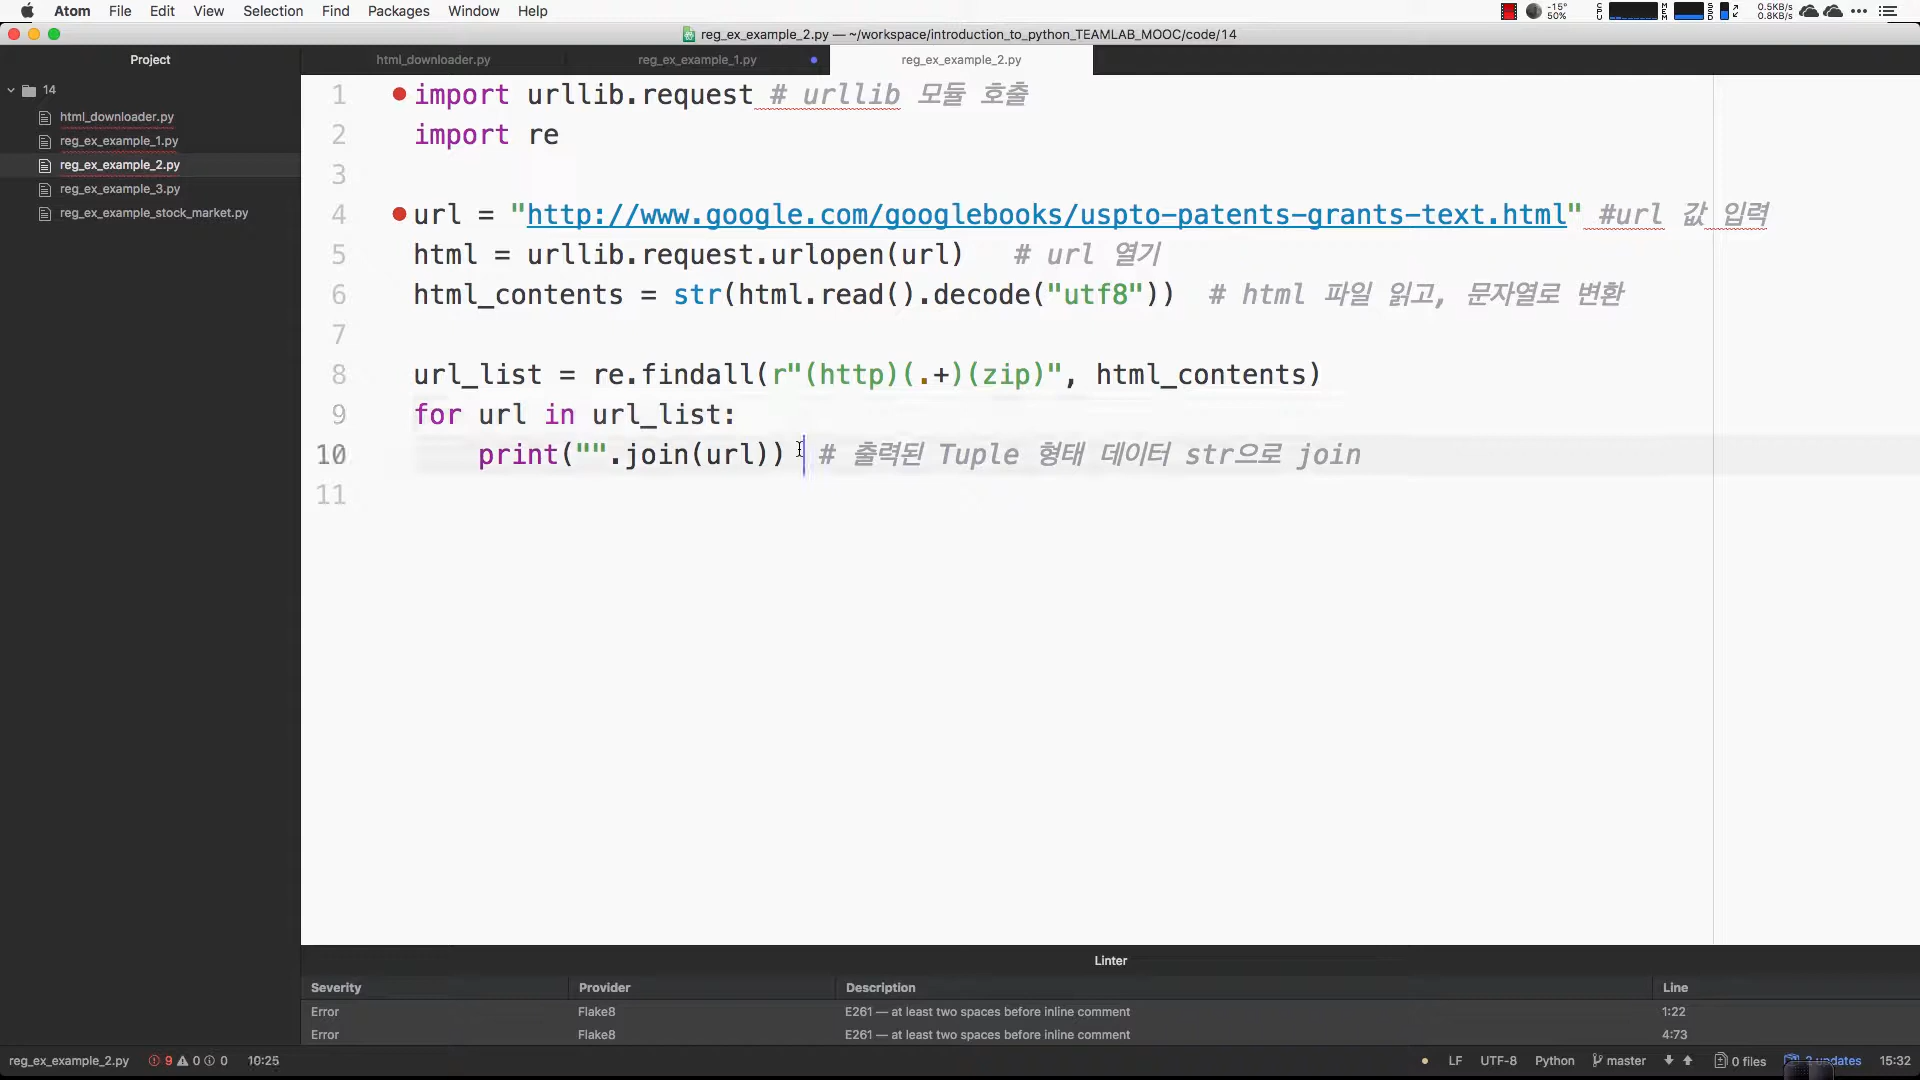 Atom File Edit View Selection Find Packages Window Help
-15°
50%
0.5KB/s
0.8KB/s
reg_ex_example_2.py — ~/workspace/introduction_to_python_TEAMLAB_MOOC/code/14
Project
html_downloader.py
reg_ex_example_1.py
reg_ex_example_2.py
14
html_downloader.py
reg_ex_example_1.py
reg_ex_example_2.py
reg_ex_example_3.py
reg_ex_example_stock_market.py
1 import urllib.request # urllib 모듈 호출
2 import re
3
4 url = "http://www.google.com/googlebooks/uspto-patents-grants-text.html" #url 값 입력
5 html = urllib.request.urlopen(url) # url 열기
6 html_contents = str(html.read().decode("utf8")) # html 파일 읽고, 문자열로 변환
7
8 url_list = re.findall(r"(http)(.+)(zip)", html_contents)
9 for url in url_list:
10 print("".join(url)) # 출력된 Tuple 형태 데이터 str으로 join
11
Linter
Severity Provider Description Line
Error Flake8 E261 — at least two spaces before inline comment 1:22
Error Flake8 E261 — at least two spaces before inline comment 4:73
reg_ex_example_2.py 9 0 0 10:25 LF UTF-8 Python master 0 files 2 updates 15:32